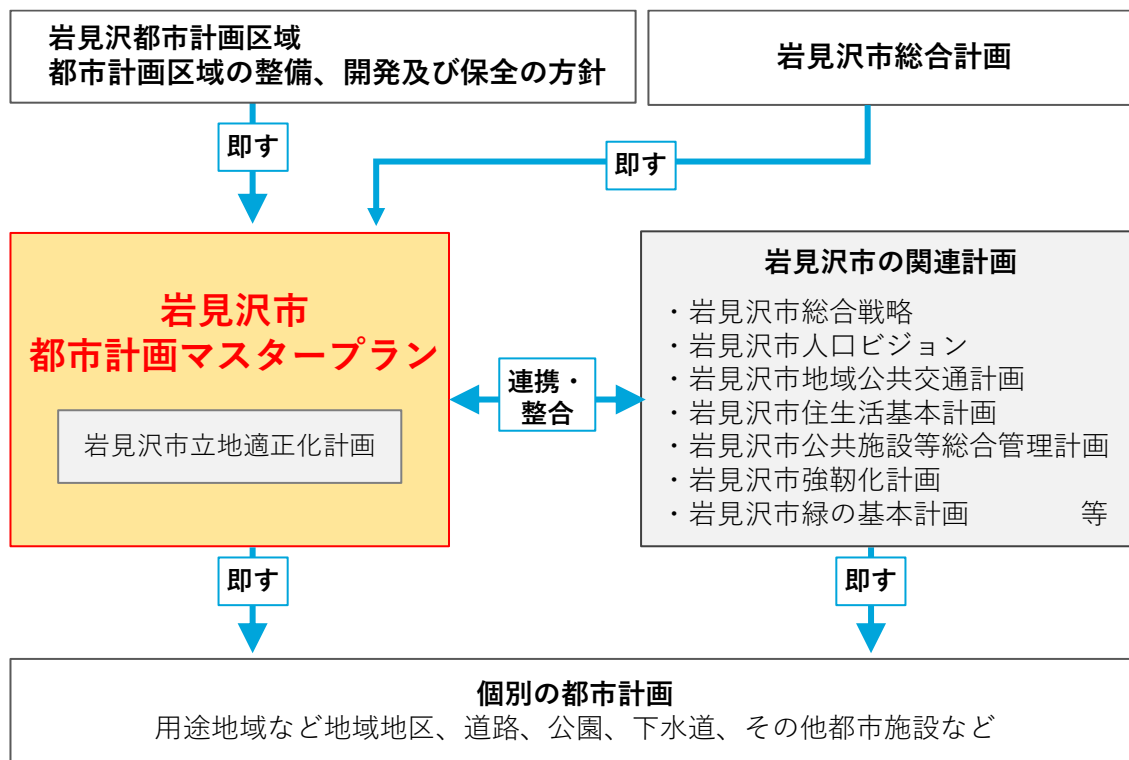 岩見沢都市計画区域
都市計画区域の整備、開発及び保全の方針
岩見沢市総合計画
即す
即す
岩見沢市
都市計画マスタープラン
岩見沢市立地適正化計画
連携・
整合
岩見沢市の関連計画
・岩見沢市総合戦略
・岩見沢市人口ビジョン
・岩見沢市地域公共交通計画
・岩見沢市住生活基本計画
・岩見沢市公共施設等総合管理計画
・岩見沢市強靭化計画
・岩見沢市緑の基本計画　　　　等
即す
即す
個別の都市計画
用途地域など地域地区、道路、公園、下水道、その他都市施設など